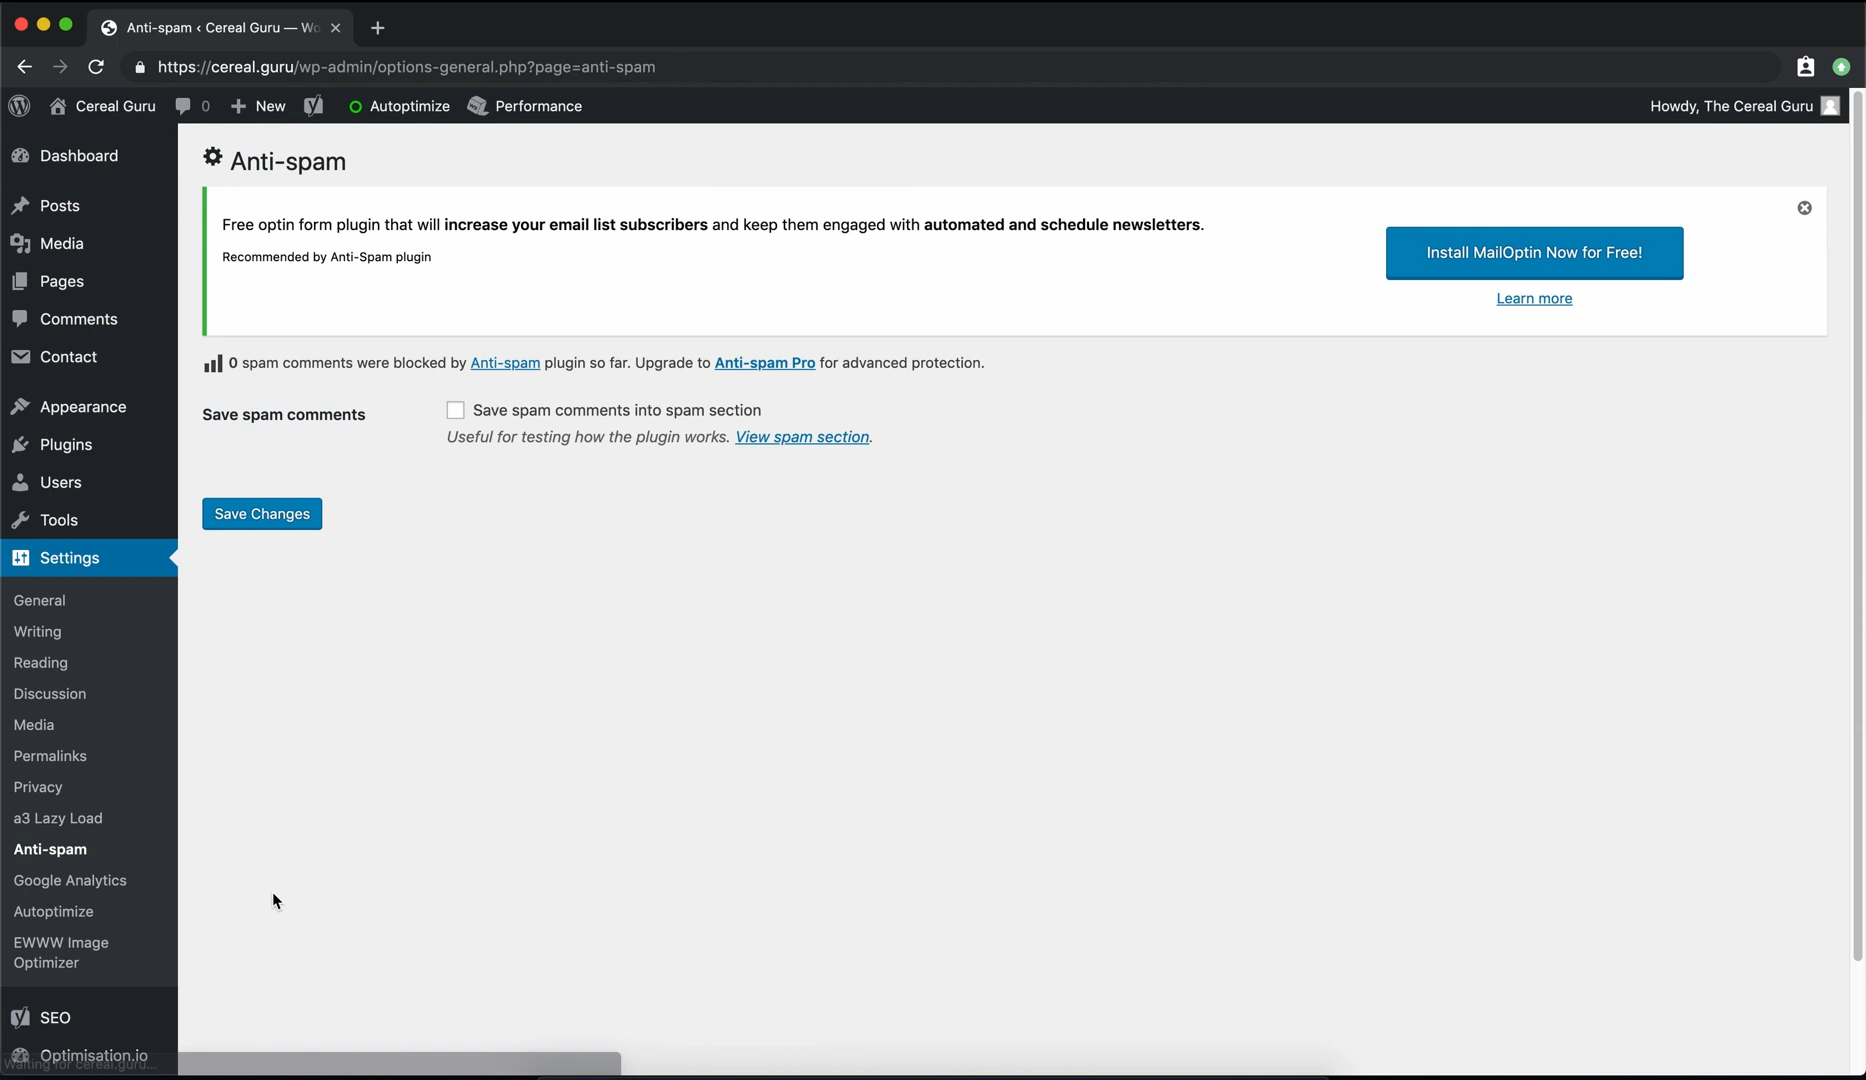 Anti-spam ‹ Cereal Guru — Wo
https://cereal.guru/wp-admin/options-general.php?page=anti-spam
Cereal Guru
0
New
Autoptimize
Performance
Howdy, The Cereal Guru
Dashboard
Posts
Media
Pages
Comments
Contact
Appearance
Plugins
Users
Tools
Settings
General
Writing
Reading
Discussion
Media
Permalinks
Privacy
a3 Lazy Load
Anti-spam
Google Analytics
Autoptimize
EWWW Image
Optimizer
SEO
Optimisation.io
Waiting for cereal.guru...
Anti-spam
Free optin form plugin that will increase your email list subscribers and keep them engaged with automated and schedule newsletters.
Recommended by Anti-Spam plugin
Install MailOptin Now for Free!
Learn more
0 spam comments were blocked by Anti-spam plugin so far. Upgrade to Anti-spam Pro for advanced protection.
Save spam comments
Save spam comments into spam section
Useful for testing how the plugin works. View spam section.
Save Changes